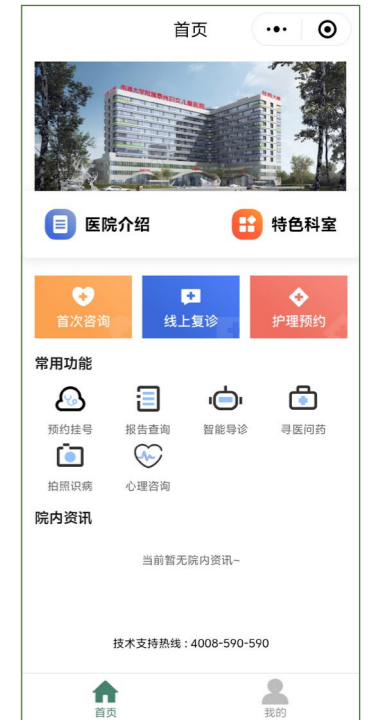 首页
医院介绍
特色科室
首次咨询
线上复诊
护理预约
常用功能
预约挂号
报告查询
智能导诊
寻医问药
拍照识病
心理咨询
院内资讯
当前暂无院内资讯~
技术支持热线：4008-590-590
首页
我的